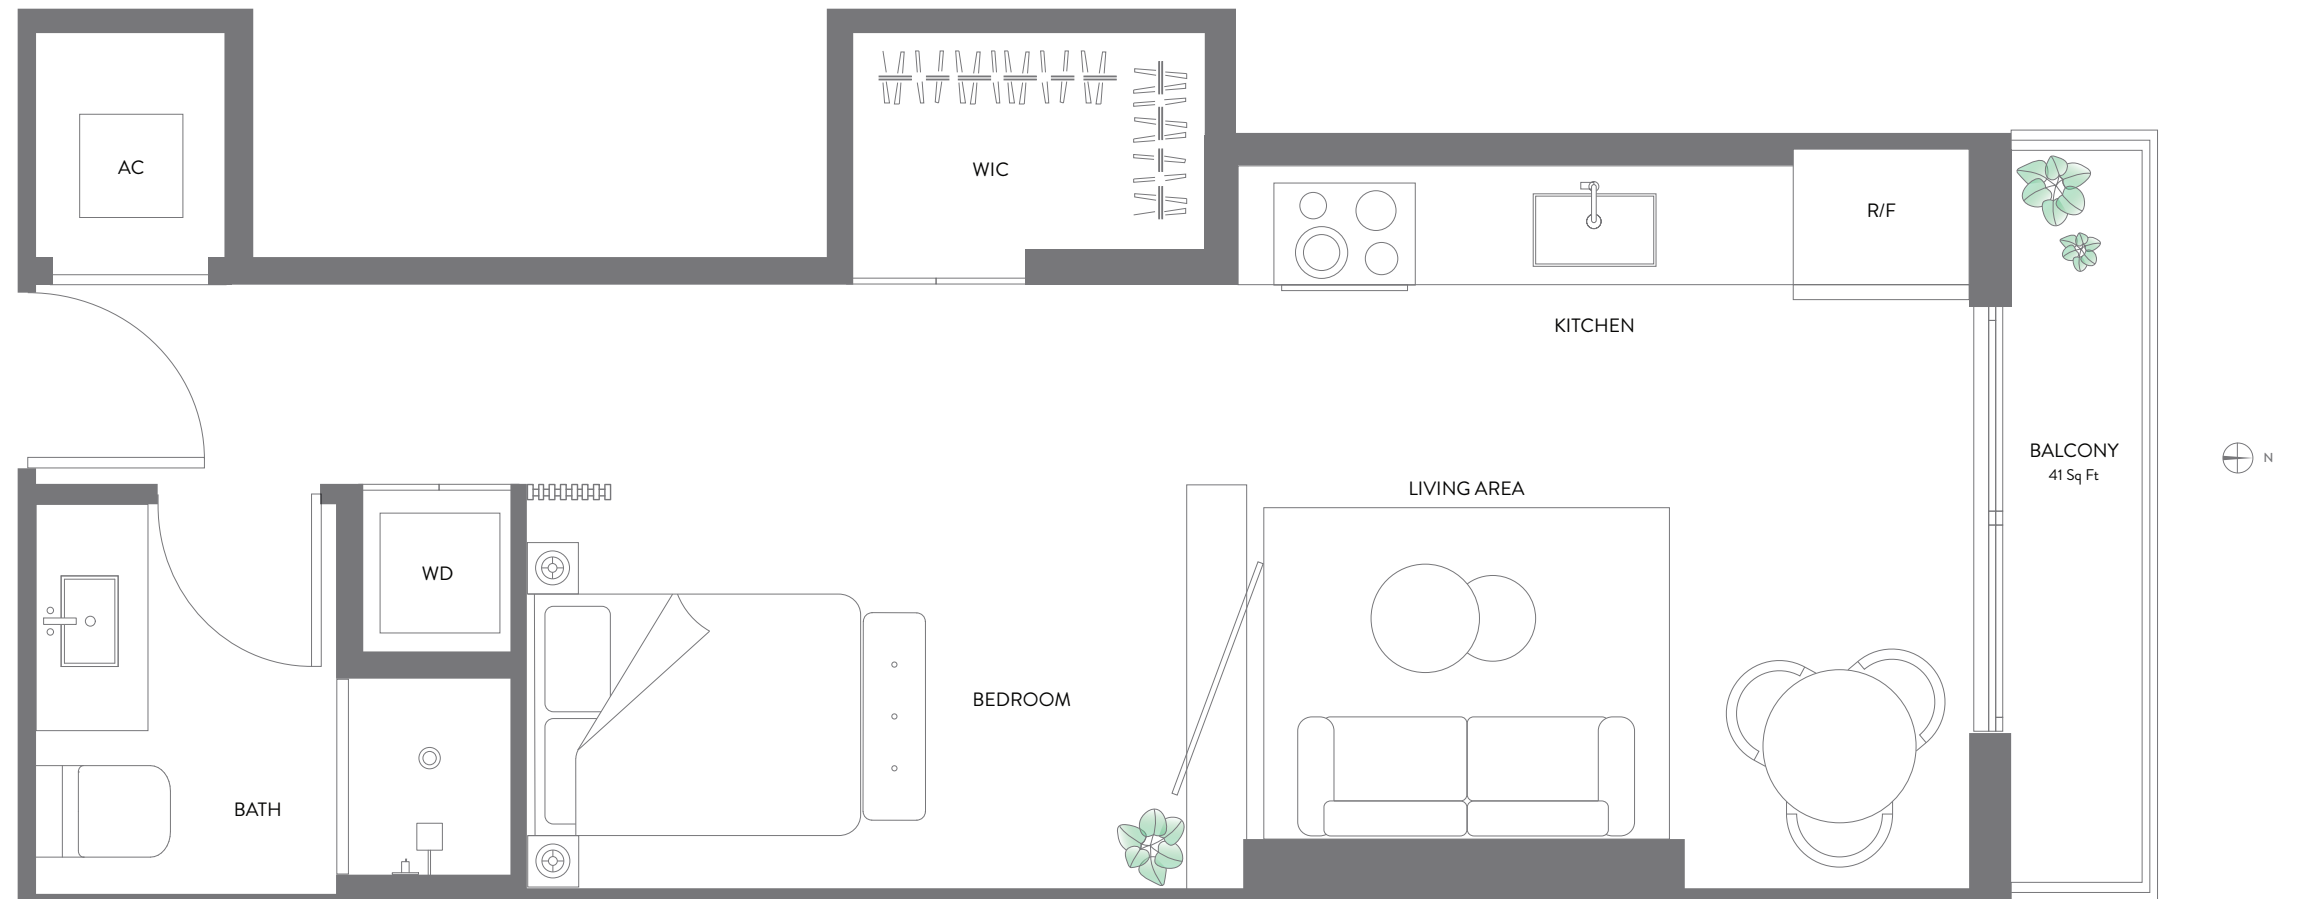 AC
WIC
R/F
KITCHEN
BALCONY
41 Sq Ft
N
LIVING AREA
WD
BEDROOM
BATH